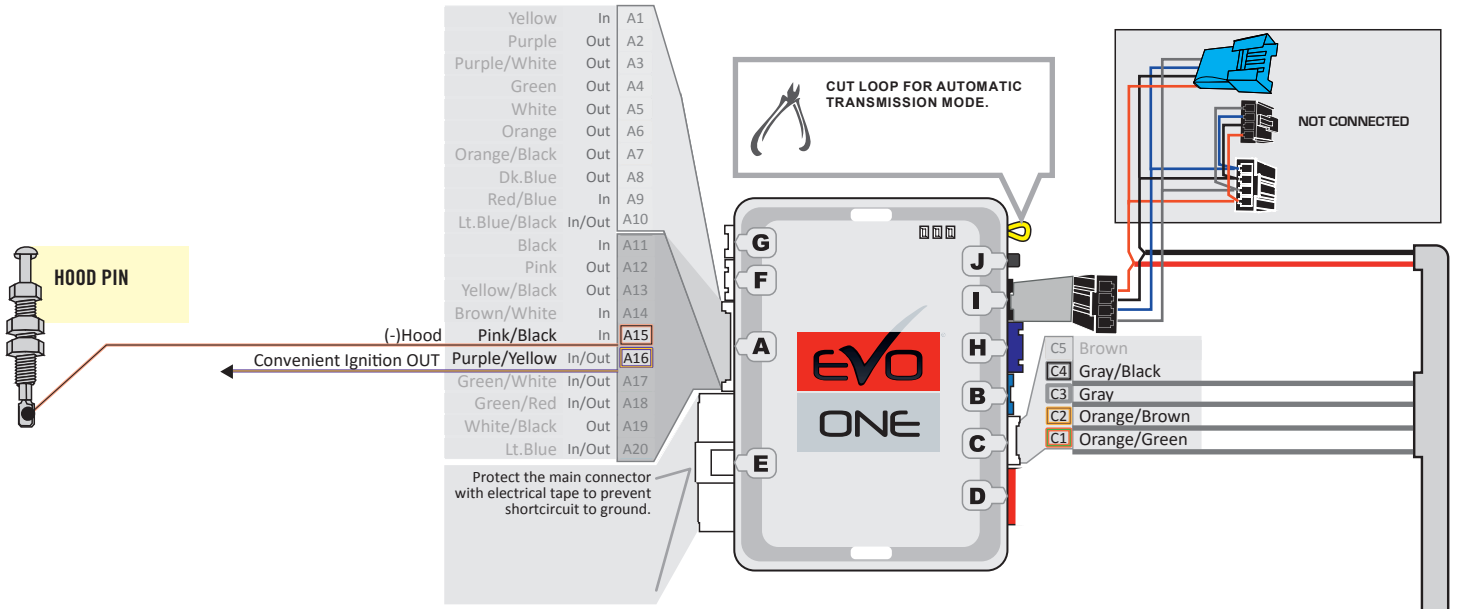 Yellow In A1
Purple Out A2
Purple/White Out A3
Green Out A4
White Out A5
Orange Out A6
Orange/Black Out A7
Dk.Blue Out A8
Red/Blue In A9
Lt.Blue/Black In/Out A10
Black In A11
Pink Out A12
Yellow/Black Out A13
Brown/White In A14
(-)Hood Pink/Black In A15
Convenient Ignition OUT Purple/Yellow In/Out A16
Green/White In/Out A17
Green/Red In/Out A18
White/Black Out A19
Lt.Blue In/Out A20
Protect the main connector
with electrical tape to prevent
shortcircuit to ground.
HOOD PIN
CUT LOOP FOR AUTOMATIC
TRANSMISSION MODE.
NOT CONNECTED
G
F
A
E
J
I
H
B
C
D
EVO
ONE
C5 Brown
C4 Gray/Black
C3 Gray
C2 Orange/Brown
C1 Orange/Green